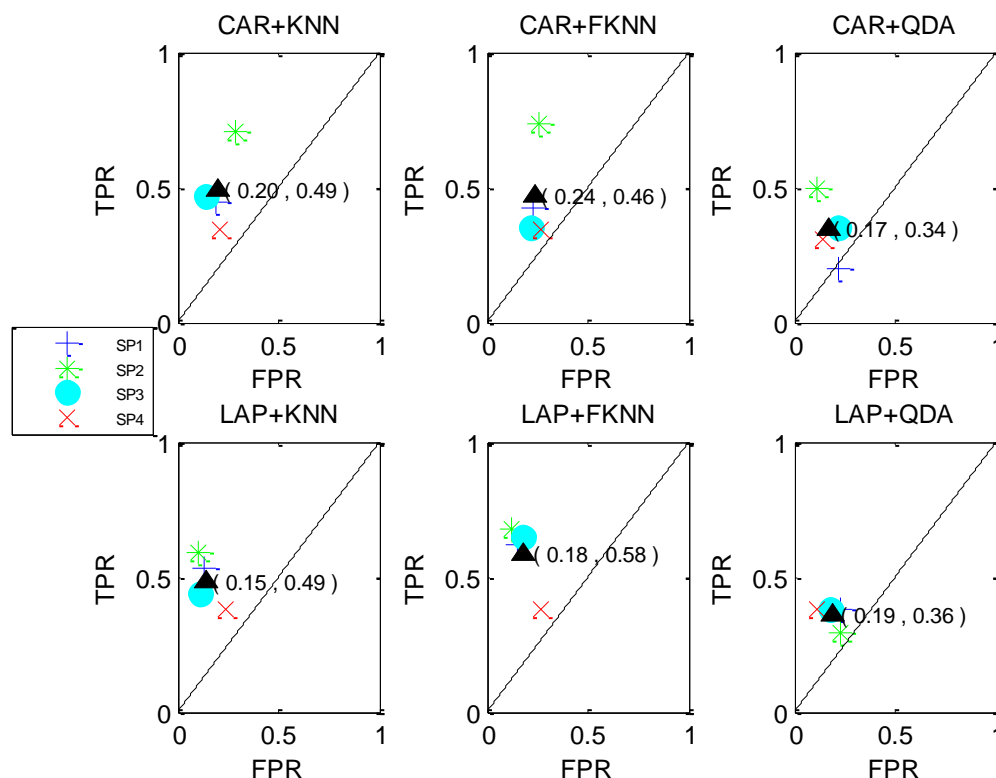 CAR+KNN
1
TPR
0.5
( 0.20 , 0.49 )
0
0 0.5 1
FPR
CAR+FKNN
1
TPR
0.5
( 0.24 , 0.46 )
0
0 0.5 1
FPR
CAR+QDA
1
TPR
0.5
( 0.17 , 0.34 )
0
0 0.5 1
FPR
SP1
SP2
SP3
SP4
LAP+KNN
1
TPR
0.5
( 0.15 , 0.49 )
0
0 0.5 1
FPR
LAP+FKNN
1
TPR
0.5
( 0.18 , 0.58 )
0
0 0.5 1
FPR
LAP+QDA
1
TPR
0.5
( 0.19 , 0.36 )
0
0 0.5 1
FPR